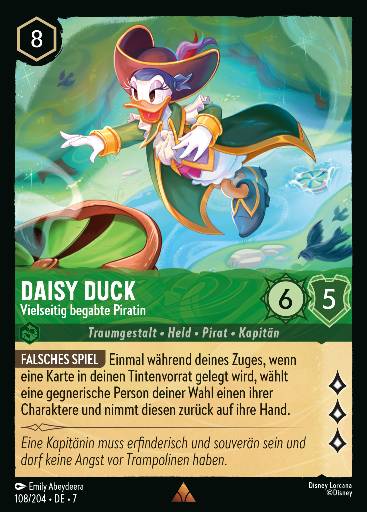 8
DAISY DUCK
Vielseitig begabte Piratin
6
5
Traumgestalt • Held • Pirat • Kapitän
FALSCHES SPIEL Einmal während deines Zuges, wenn
eine Karte in deinen Tintenvorrat gelegt wird, wählt
eine gegnerische Person deiner Wahl einen ihrer
Charaktere und nimmt diesen zurück auf ihre Hand.
Eine Kapitänin muss erfinderisch und souverän sein und
darf keine Angst vor Trampolinen haben.
Emily Abeydeera
108/204 • DE • 7
Disney Lorcana
©Disney